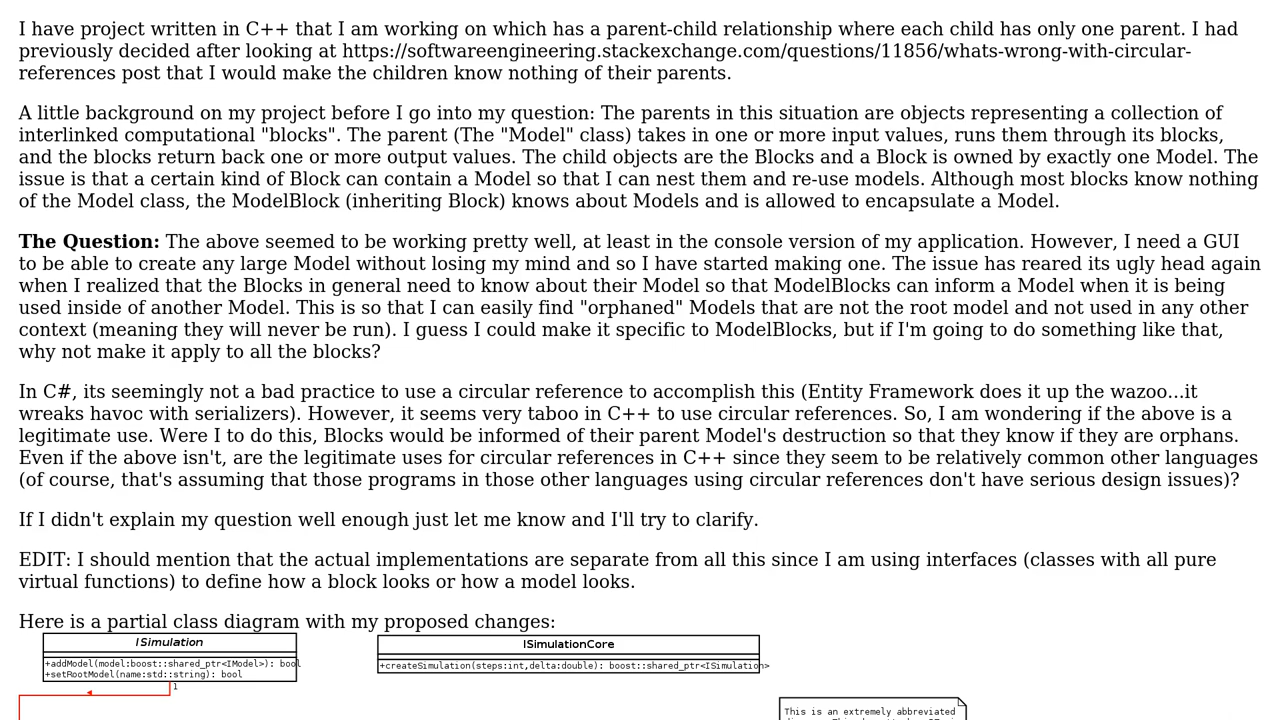 I have project written in C++ that I am working on which has a parent-child relationship where each child has only one parent. I had
previously decided after looking at https://softwareengineering.stackexchange.com/questions/11856/whats-wrong-with-circular-
references post that I would make the children know nothing of their parents.
A little background on my project before I go into my question: The parents in this situation are objects representing a collection of
interlinked computational "blocks". The parent (The "Model" class) takes in one or more input values, runs them through its blocks,
and the blocks return back one or more output values. The child objects are the Blocks and a Block is owned by exactly one Model. The
issue is that a certain kind of Block can contain a Model so that I can nest them and re-use models. Although most blocks know nothing
of the Model class, the ModelBlock (inheriting Block) knows about Models and is allowed to encapsulate a Model.
The Question: The above seemed to be working pretty well, at least in the console version of my application. However, I need a GUI
to be able to create any large Model without losing my mind and so I have started making one. The issue has reared its ugly head again
when I realized that the Blocks in general need to know about their Model so that ModelBlocks can inform a Model when it is being
used inside of another Model. This is so that I can easily find "orphaned" Models that are not the root model and not used in any other
context (meaning they will never be run). I guess I could make it specific to ModelBlocks, but if I'm going to do something like that,
why not make it apply to all the blocks?
In C#, its seemingly not a bad practice to use a circular reference to accomplish this (Entity Framework does it up the wazoo...it
wreaks havoc with serializers). However, it seems very taboo in C++ to use circular references. So, I am wondering if the above is a
legitimate use. Were I to do this, Blocks would be informed of their parent Model's destruction so that they know if they are orphans.
Even if the above isn't, are the legitimate uses for circular references in C++ since they seem to be relatively common other languages
(of course, that's assuming that those programs in those other languages using circular references don't have serious design issues)?
If I didn't explain my question well enough just let me know and I'll try to clarify.
EDIT: I should mention that the actual implementations are separate from all this since I am using interfaces (classes with all pure
virtual functions) to define how a block looks or how a model looks.
Here is a partial class diagram with my proposed changes:
ISimulation
+addModel(model:boost::shared_ptr<IModel>): bool
+setRootModel(name:std::string): bool
1
ISimulationCore
+createSimulation(steps:int,delta:double): boost::shared_ptr<ISimulation>
This is an extremely abbreviated